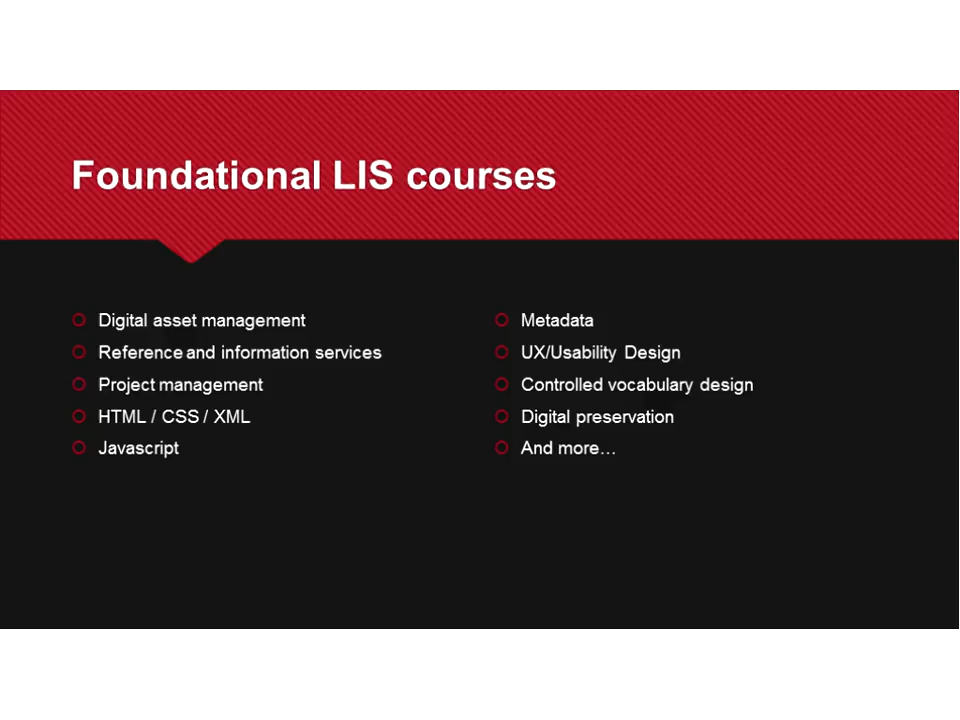 Foundational LIS courses
Digital asset management
Reference and information services
Project management
HTML / CSS / XML
Javascript
Metadata
UX/Usability Design
Controlled vocabulary design
Digital preservation
And more…